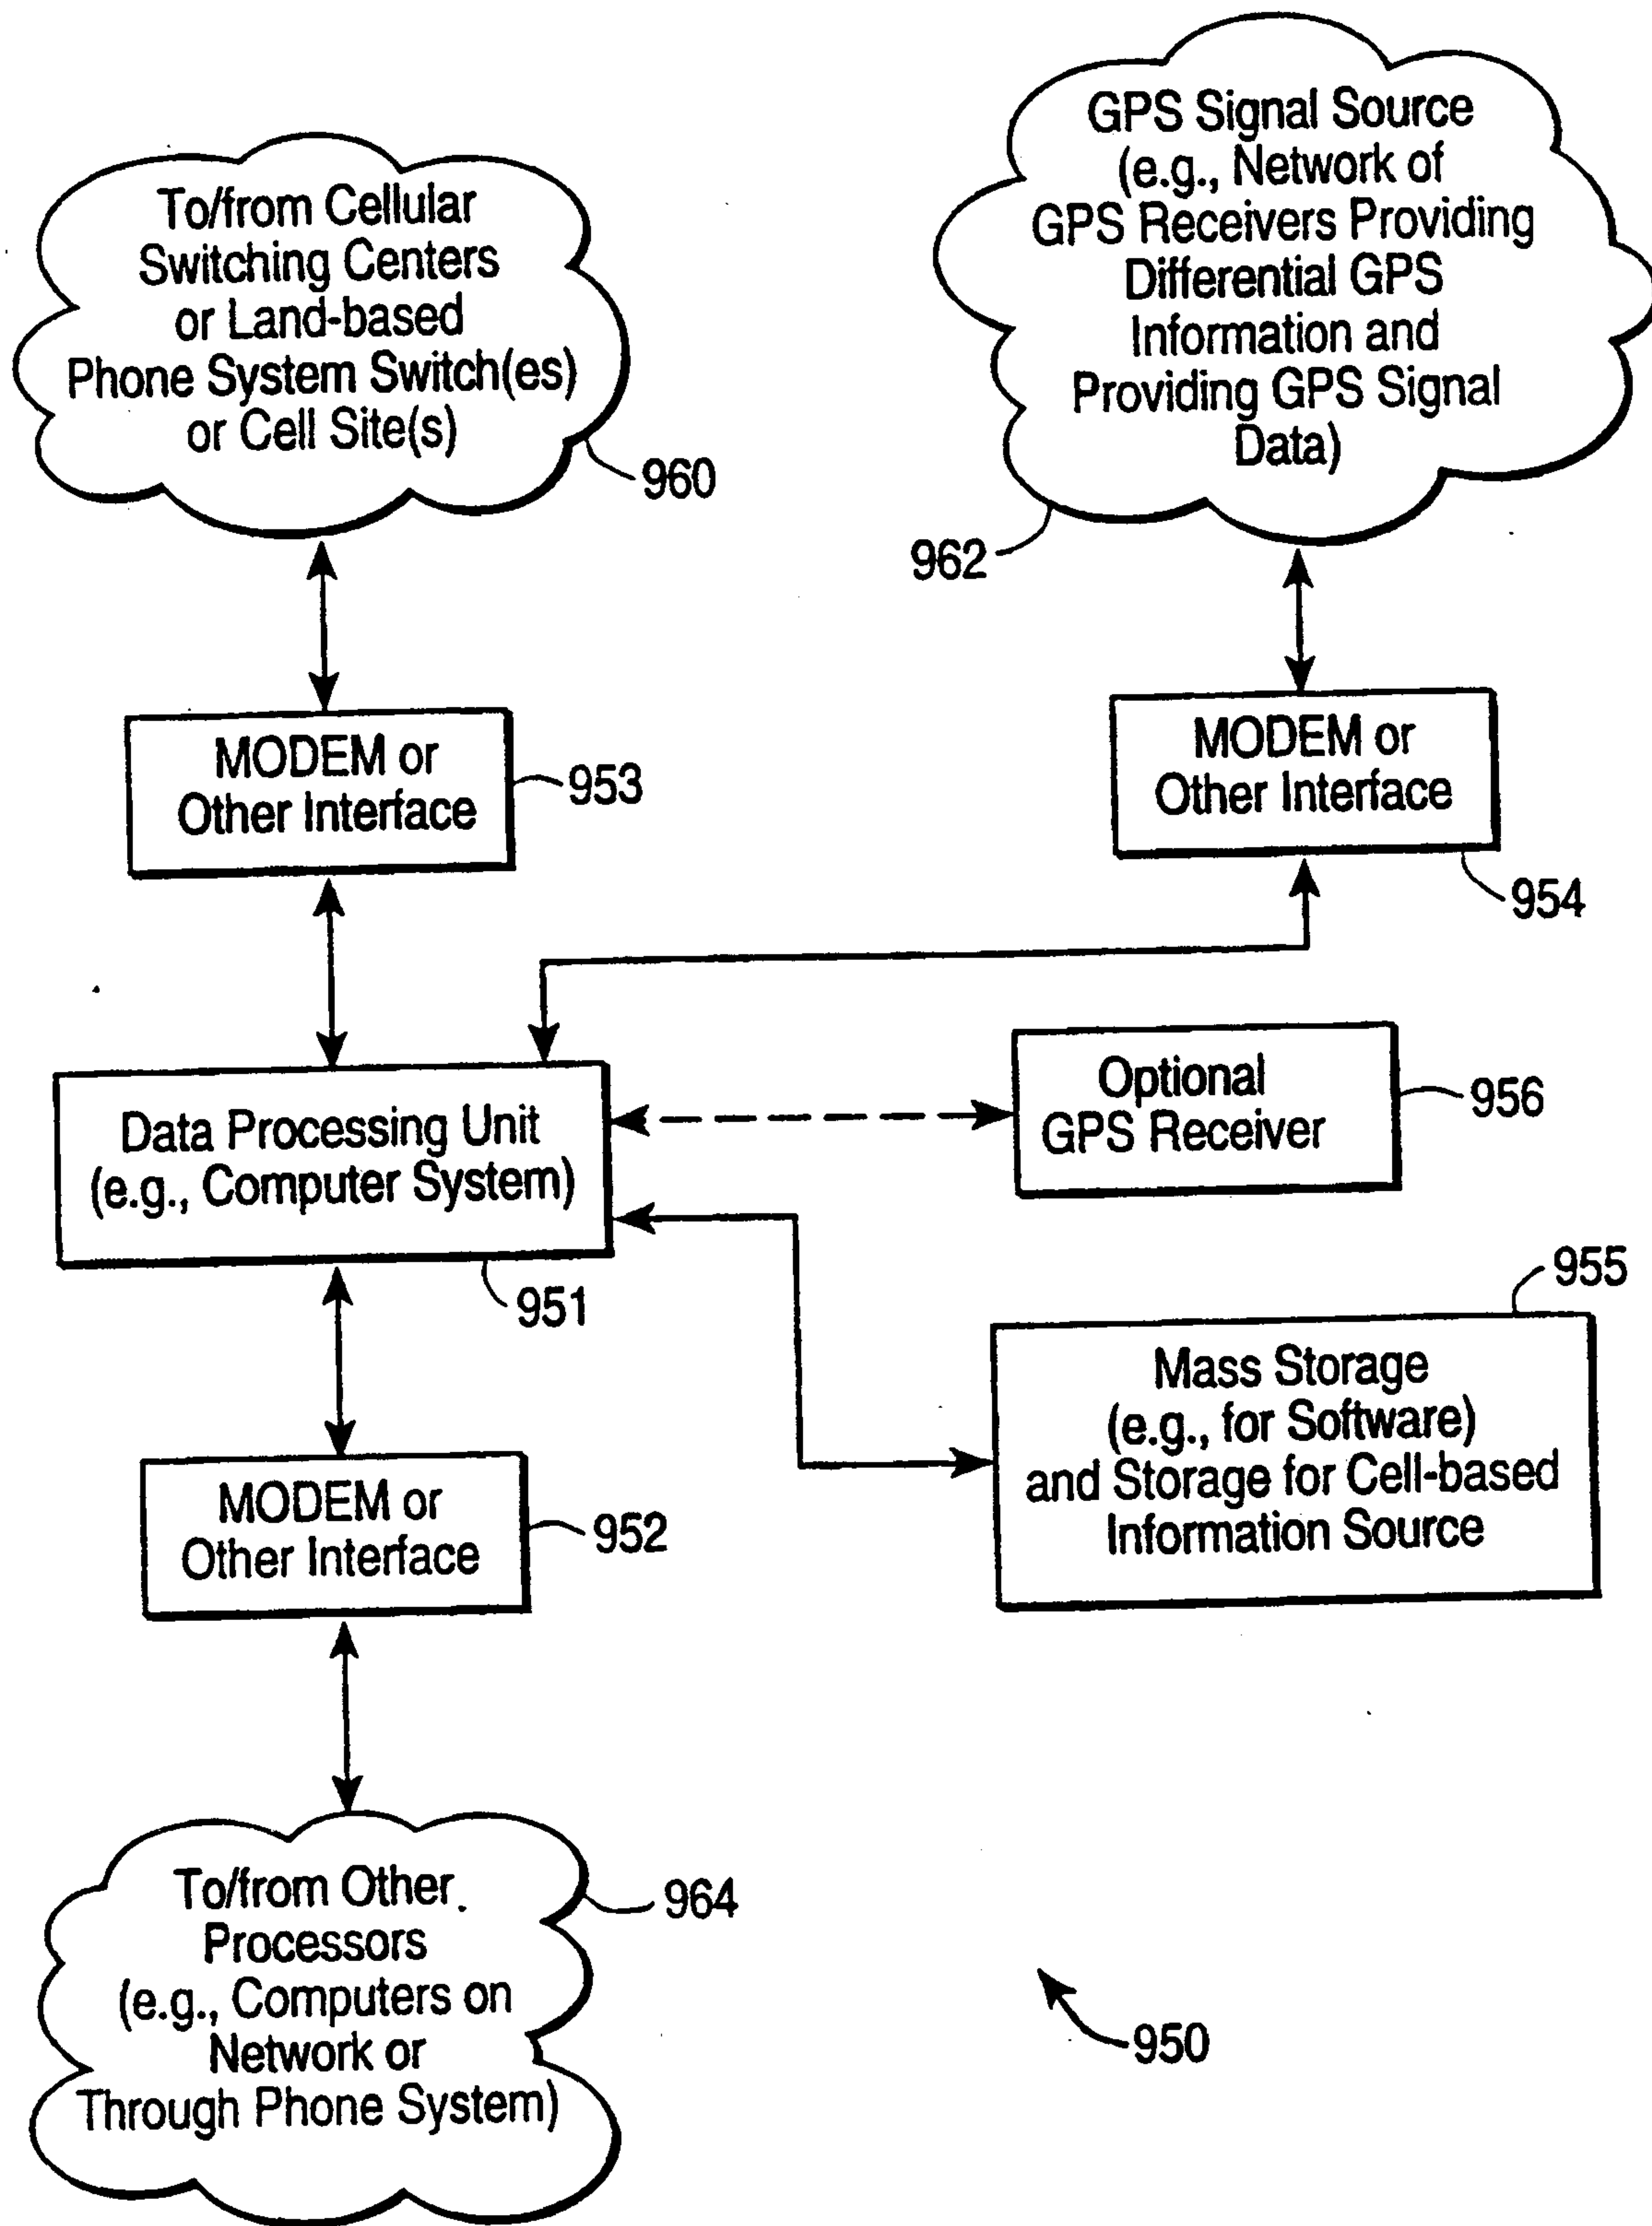 To/from Cellular
Switching Centers
or Land-based
Phone System Switch(es)
or Cell Site(s)
960
GPS Signal Source
(e.g., Network of
GPS Receivers Providing
Differential GPS
Information and
Providing GPS Signal
Data)
962
MODEM or
Other Interface
953
MODEM or
Other Interface
954
Data Processing Unit
(e.g., Computer System)
951
Optional
GPS Receiver
956
955
Mass Storage
(e.g., for Software)
and Storage for Cell-based
Information Source
MODEM or
Other Interface
952
To/from Other
Processors
(e.g., Computers on
Network or
Through Phone System)
964
950